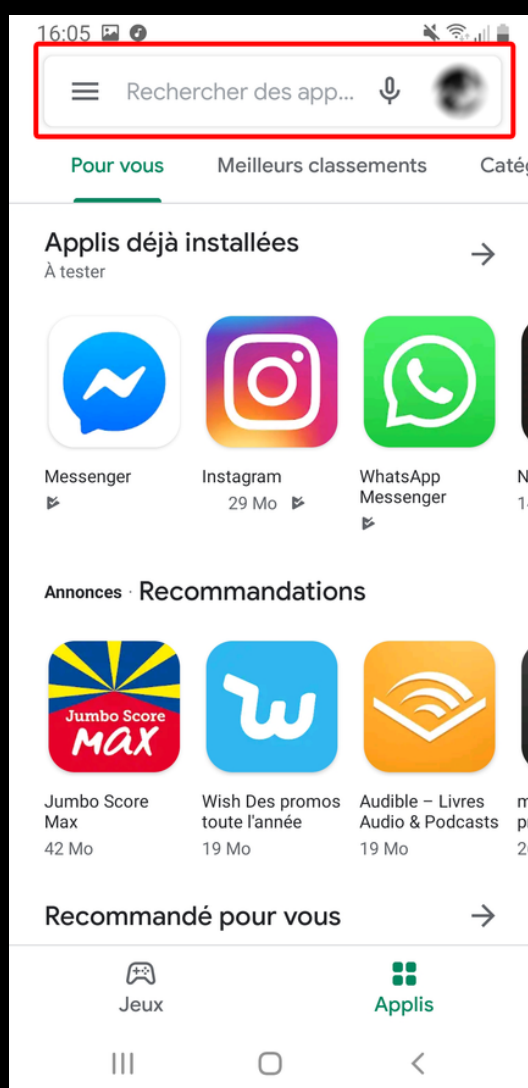 16:05
Rechercher des app...
Pour vous Meilleurs classements Caté
Applis déjà installées
À tester
Messenger Instagram WhatsApp Messenger N
29 Mo 14
Annonces · Recommandations
Jumbo Score MAX
Jumbo Score Max Wish Des promos toute l'année Audible – Livres Audio & Podcasts
42 Mo 19 Mo 19 Mo
Recommandé pour vous
Jeux Applis